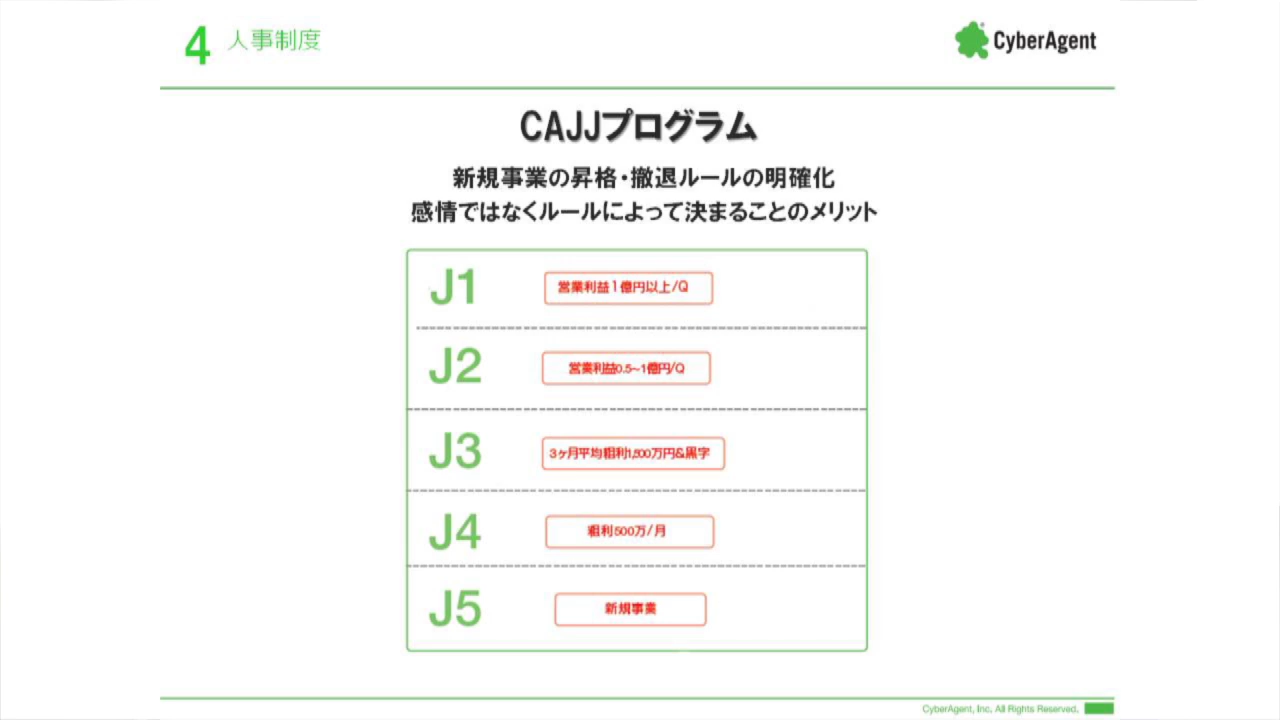 4 人事制度
CyberAgent
CAJJプログラム
新規事業の昇格・撤退ルールの明確化
感情ではなくルールによって決まることのメリット
J1 営業利益1億円以上/Q
J2 営業利益0.5~1億円/Q
J3 3ヶ月平均粗利1,500万円&黒字
J4 粗利500万/月
J5 新規事業
CyberAgent, Inc. All Rights Reserved.